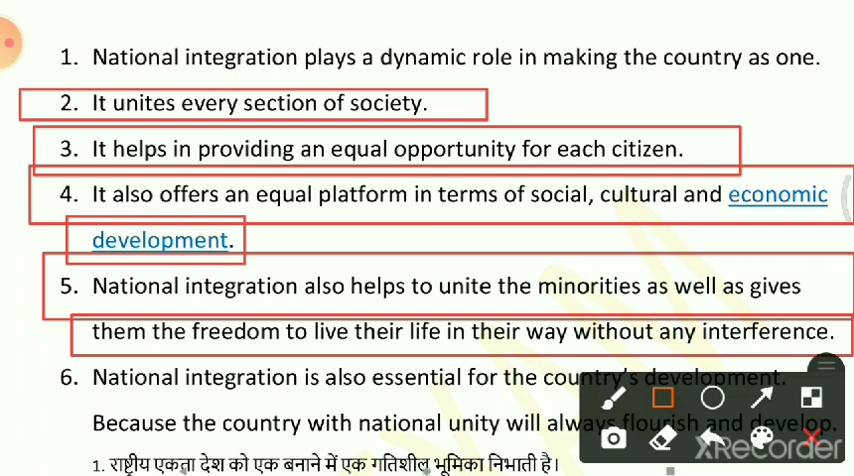 1. National integration plays a dynamic role in making the country as one.
2. It unites every section of society.
3. It helps in providing an equal opportunity for each citizen.
4. It also offers an equal platform in terms of social, cultural and economic
development.
5. National integration also helps to unite the minorities as well as gives
them the freedom to live their life in their way without any interference.
6. National integration is also essential for the country's development.
Because the country with national unity will always flourish and develop.
XRecorder
1. राष्ट्रीय एकता देश को एक बनाने में एक गतिशील भूमिका निभाती है।